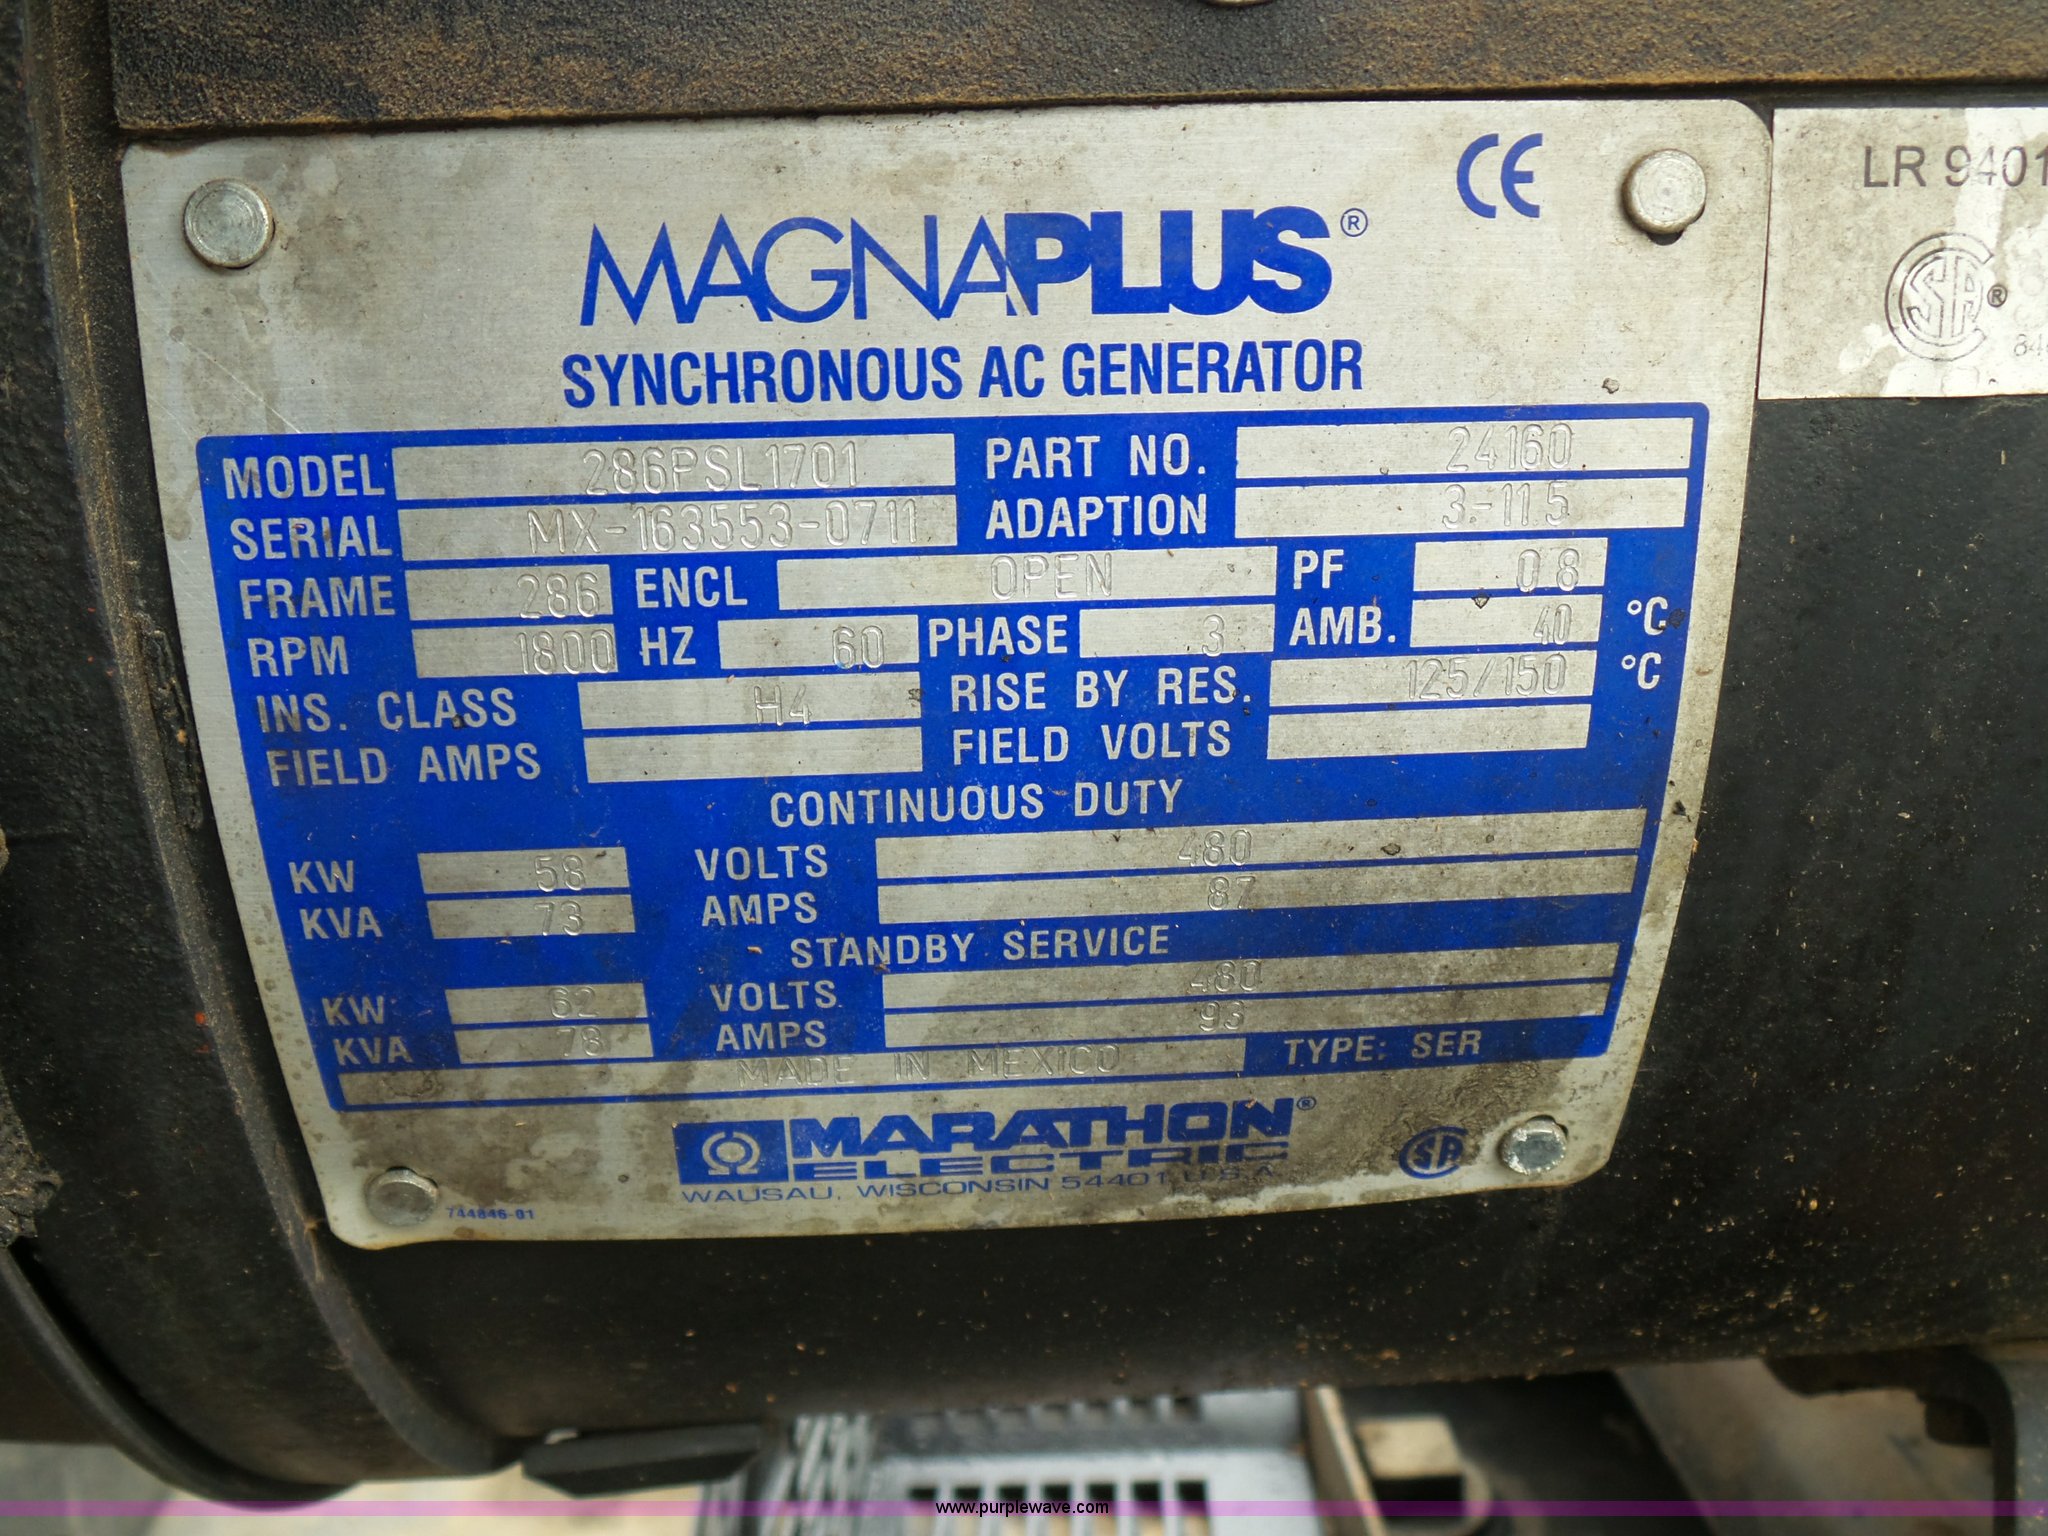 CE
MAGNAPLUS®
SYNCHRONOUS AC GENERATOR
MODEL 286PSL1701 PART NO. 24160
SERIAL MX-163553-0711 ADAPTION 3-11.5
FRAME 286 ENCL OPEN PF 0.8
RPM 1800 HZ 60 PHASE 3 AMB. 40 °C
INS. CLASS H4 RISE BY RES. 125/150 °C
FIELD AMPS FIELD VOLTS
CONTINUOUS DUTY
KW 58 VOLTS 480
KVA 73 AMPS 87
STANDBY SERVICE
KW 62 VOLTS 480
KVA 78 AMPS 93
MADE IN MEXICO TYPE: SER
MARATHON®
ELECTRIC
WAUSAU, WISCONSIN 54401 U.S.A.
744846-01
SA
LR 9401
SA ®
www.purplewave.com